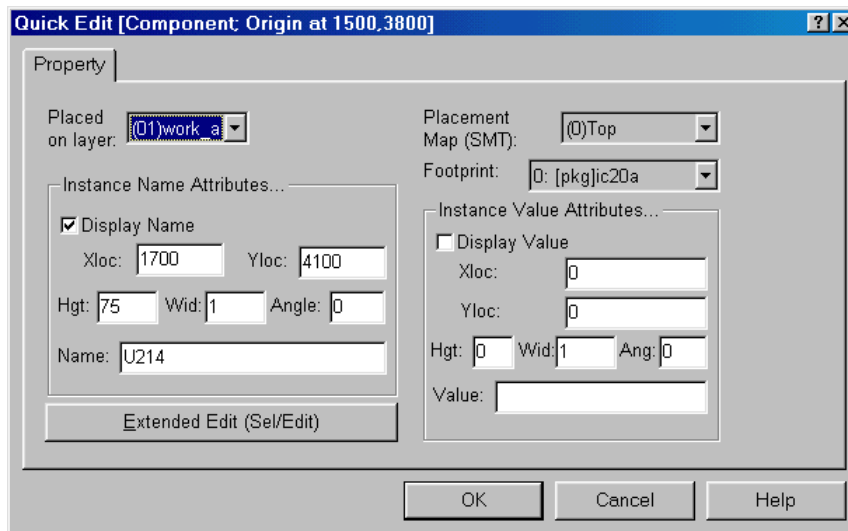 Quick Edit [Component; Origin at 1500,3800]
Property
Placed on layer: (01)work_a
Placement Map (SMT): (0)Top
Footprint: 0: [pkg]ic20a
Instance Name Attributes...
Display Name
Xloc: 1700 Yloc: 4100
Hgt: 75 Wid: 1 Angle: 0
Name: U214
Extended Edit (Sel/Edit)
Instance Value Attributes...
Display Value
Xloc: 0
Yloc: 0
Hgt: 0 Wid: 1 Ang: 0
Value:
OK Cancel Help